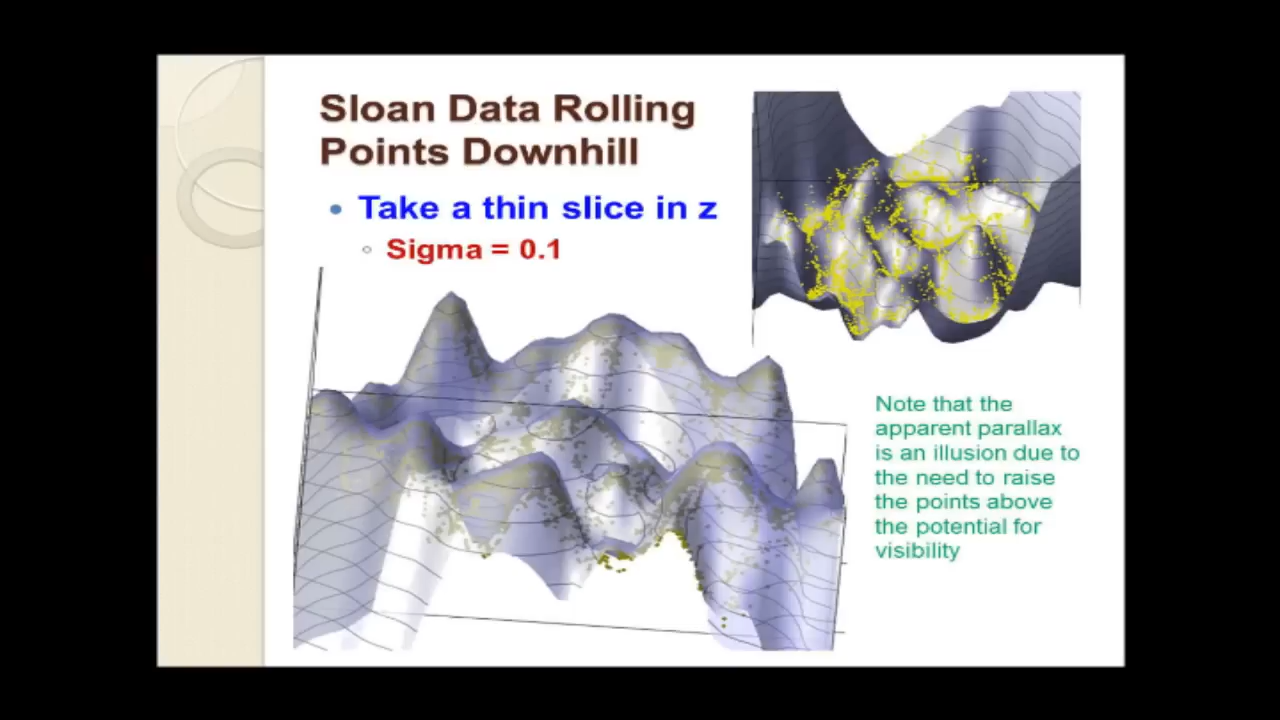 Sloan Data Rolling
Points Downhill
Take a thin slice in z
Sigma = 0.1
Note that the
apparent parallax
is an illusion due to
the need to raise
the points above
the potential for
visibility